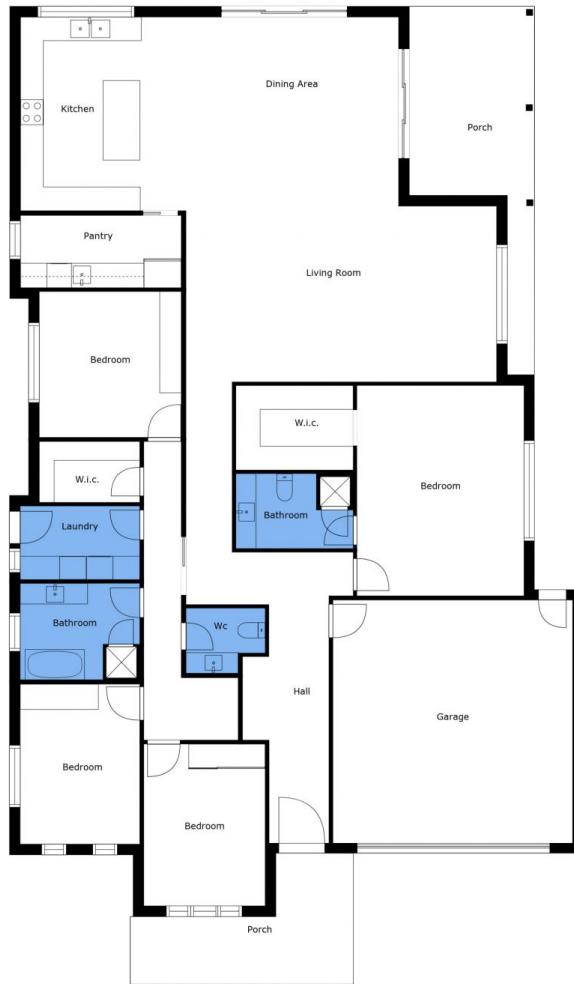 Dining Area
Kitchen
Porch
Pantry
Living Room
Bedroom
W.i.c.
W.i.c.
Bedroom
Laundry
Bathroom
Bathroom
Wc
Hall
Garage
Bedroom
Bedroom
Porch